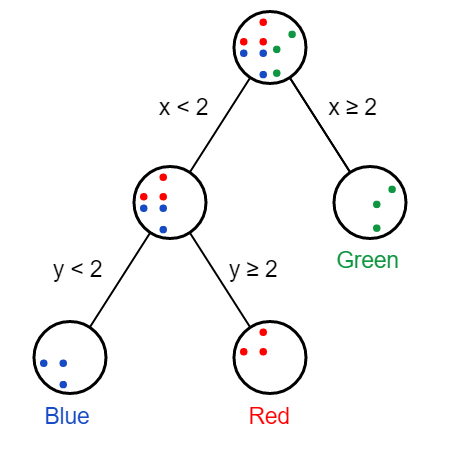 x < 2
x ≥ 2
Green
y < 2
y ≥ 2
Blue
Red